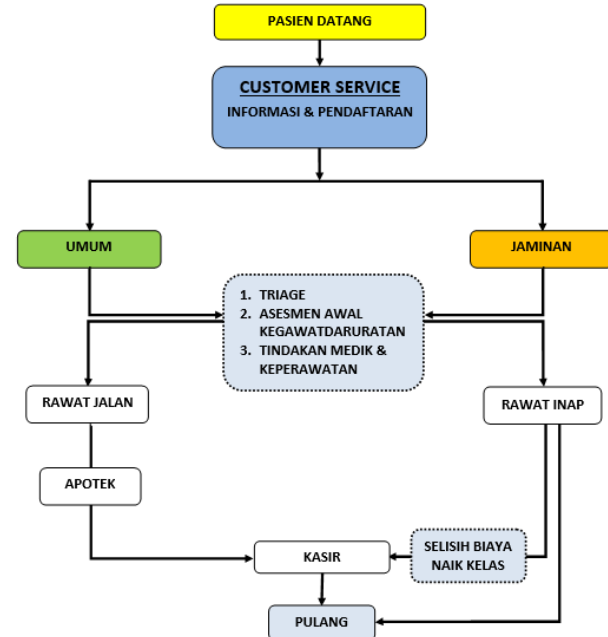 PASIEN DATANG
CUSTOMER SERVICE
INFORMASI & PENDAFTARAN
UMUM
JAMINAN
1. TRIAGE
2. ASESMEN AWAL
KEGAWATDARURATAN
3. TINDAKAN MEDIK &
KEPERAWATAN
RAWAT JALAN
RAWAT INAP
APOTEK
KASIR
SELISIH BIAYA
NAIK KELAS
PULANG